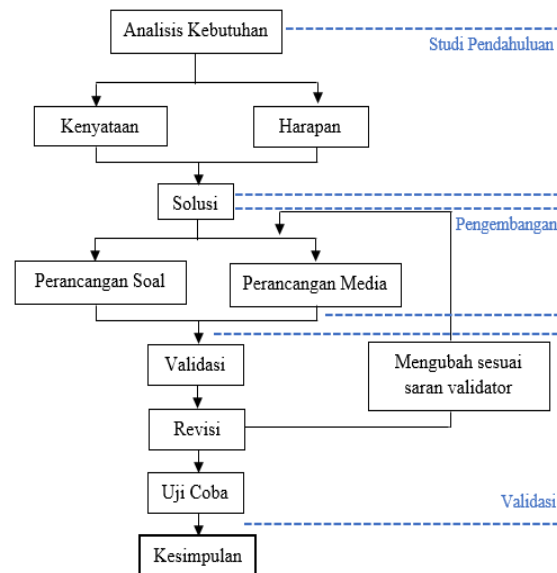 Analisis Kebutuhan
Studi Pendahuluan
Kenyataan
Harapan
Solusi
Pengembangan
Perancangan Soal
Perancangan Media
Validasi
Mengubah sesuai
saran validator
Revisi
Uji Coba
Validasi
Kesimpulan